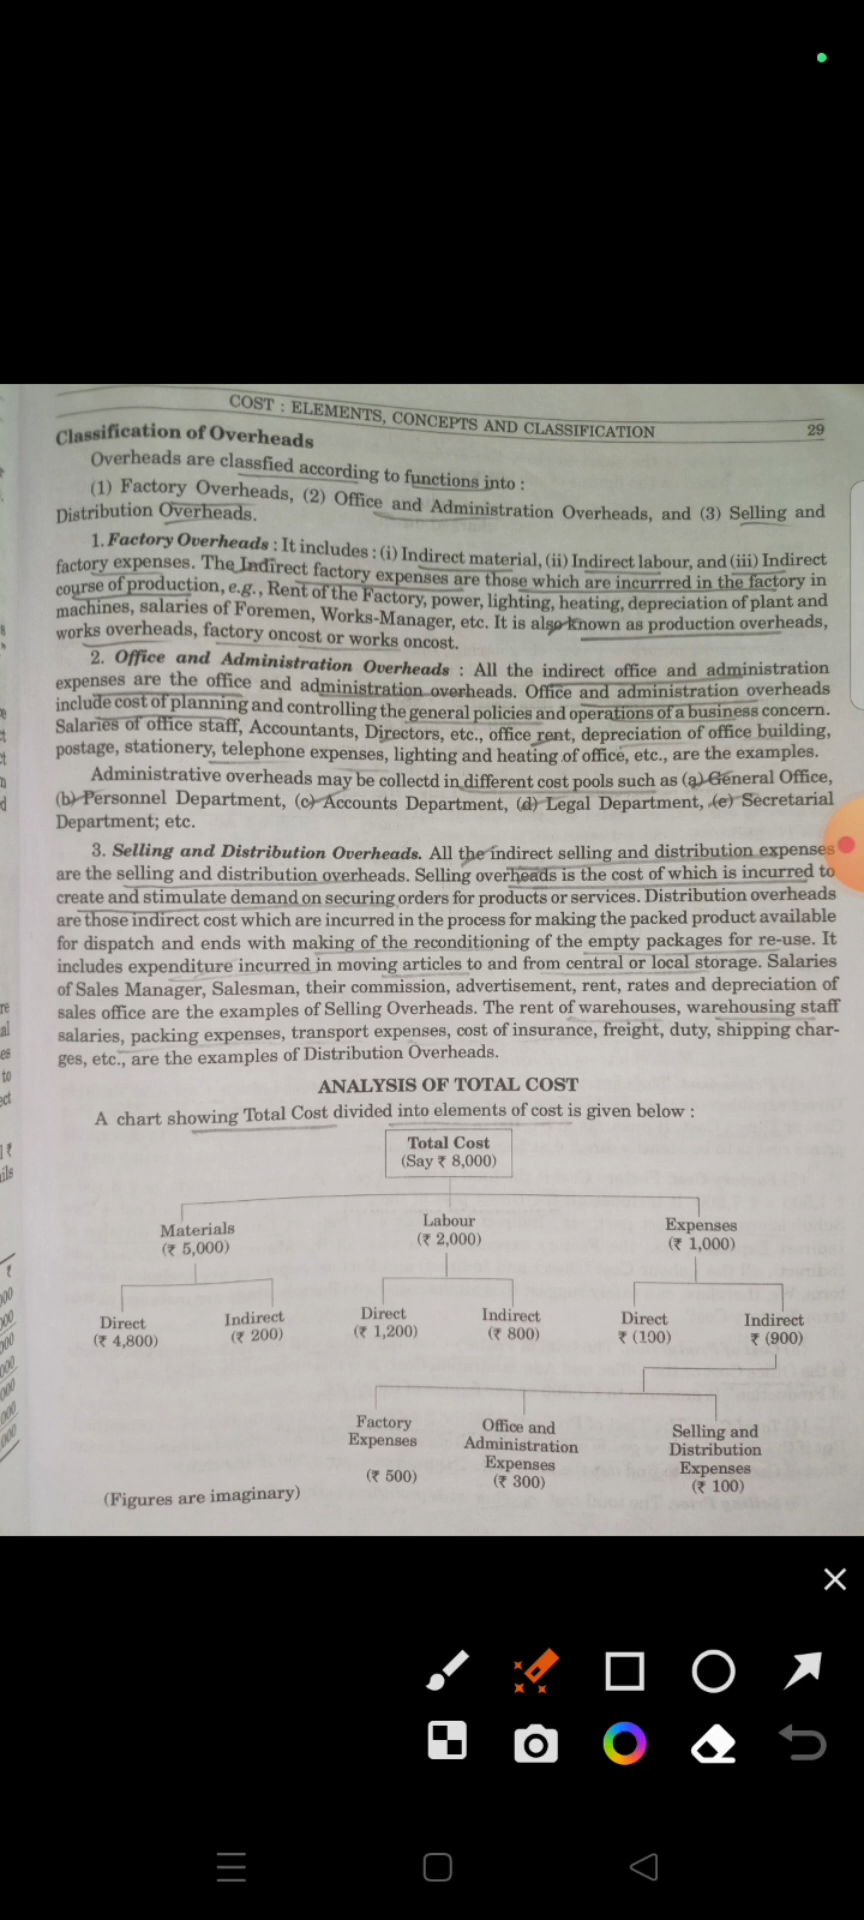 COST : ELEMENTS, CONCEPTS AND CLASSIFICATION 29
Classification of Overheads
Overheads are classfied according to functions into :
(1) Factory Overheads, (2) Office and Administration Overheads, and (3) Selling and
Distribution Overheads.
1. Factory Overheads : It includes : (i) Indirect material, (ii) Indirect labour, and (iii) Indirect
factory expenses. The Indirect factory expenses are those which are incurrred in the factory in
course of production, e.g., Rent of the Factory, power, lighting, heating, depreciation of plant and
machines, salaries of Foremen, Works-Manager, etc. It is also known as production overheads,
works overheads, factory oncost or works oncost.
2. Office and Administration Overheads : All the indirect office and administration
expenses are the office and administration overheads. Office and administration overheads
include cost of planning and controlling the general policies and operations of a business concern.
Salaries of office staff, Accountants, Directors, etc., office rent, depreciation of office building,
postage, stationery, telephone expenses, lighting and heating of office, etc., are the examples.
Administrative overheads may be collectd in different cost pools such as (a) General Office,
(b) Personnel Department, (c) Accounts Department, (d) Legal Department, (e) Secretarial
Department; etc.
3. Selling and Distribution Overheads. All the indirect selling and distribution expenses
are the selling and distribution overheads. Selling overheads is the cost of which is incurred to
create and stimulate demand on securing orders for products or services. Distribution overheads
are those indirect cost which are incurred in the process for making the packed product available
for dispatch and ends with making of the reconditioning of the empty packages for re-use. It
includes expenditure incurred in moving articles to and from central or local storage. Salaries
of Sales Manager, Salesman, their commission, advertisement, rent, rates and depreciation of
sales office are the examples of Selling Overheads. The rent of warehouses, warehousing staff
salaries, packing expenses, transport expenses, cost of insurance, freight, duty, shipping char-
ges, etc., are the examples of Distribution Overheads.
ANALYSIS OF TOTAL COST
A chart showing Total Cost divided into elements of cost is given below :
Total Cost
(Say ₹ 8,000)
Materials
(₹ 5,000)
Labour
(₹ 2,000)
Expenses
(₹ 1,000)
Direct
(₹ 4,800)
Indirect
(₹ 200)
Direct
(₹ 1,200)
Indirect
(₹ 800)
Direct
₹ (100)
Indirect
₹ (900)
Factory
Expenses
(₹ 500)
Office and
Administration
Expenses
(₹ 300)
Selling and
Distribution
Expenses
(₹ 100)
(Figures are imaginary)